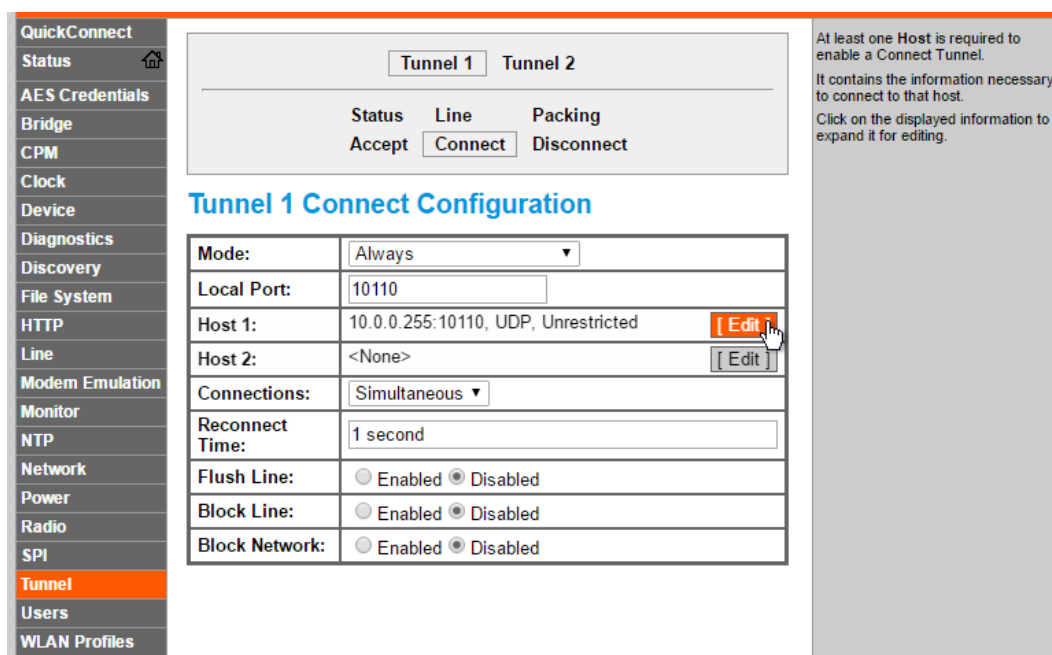 QuickConnect
Status
AES Credentials
Bridge
CPM
Clock
Device
Diagnostics
Discovery
File System
HTTP
Line
Modem Emulation
Monitor
NTP
Network
Power
Radio
SPI
Tunnel
Users
WLAN Profiles
Tunnel 1 Tunnel 2
Status Line Packing
Accept Connect Disconnect
Tunnel 1 Connect Configuration
Mode: Always
Local Port: 10110
Host 1: 10.0.0.255:10110, UDP, Unrestricted [ Edit ]
Host 2: <None> [ Edit ]
Connections: Simultaneous
Reconnect
Time: 1 second
Flush Line: Enabled Disabled
Block Line: Enabled Disabled
Block Network: Enabled Disabled
At least one Host is required to
enable a Connect Tunnel.
It contains the information necessary
to connect to that host.
Click on the displayed information to
expand it for editing.